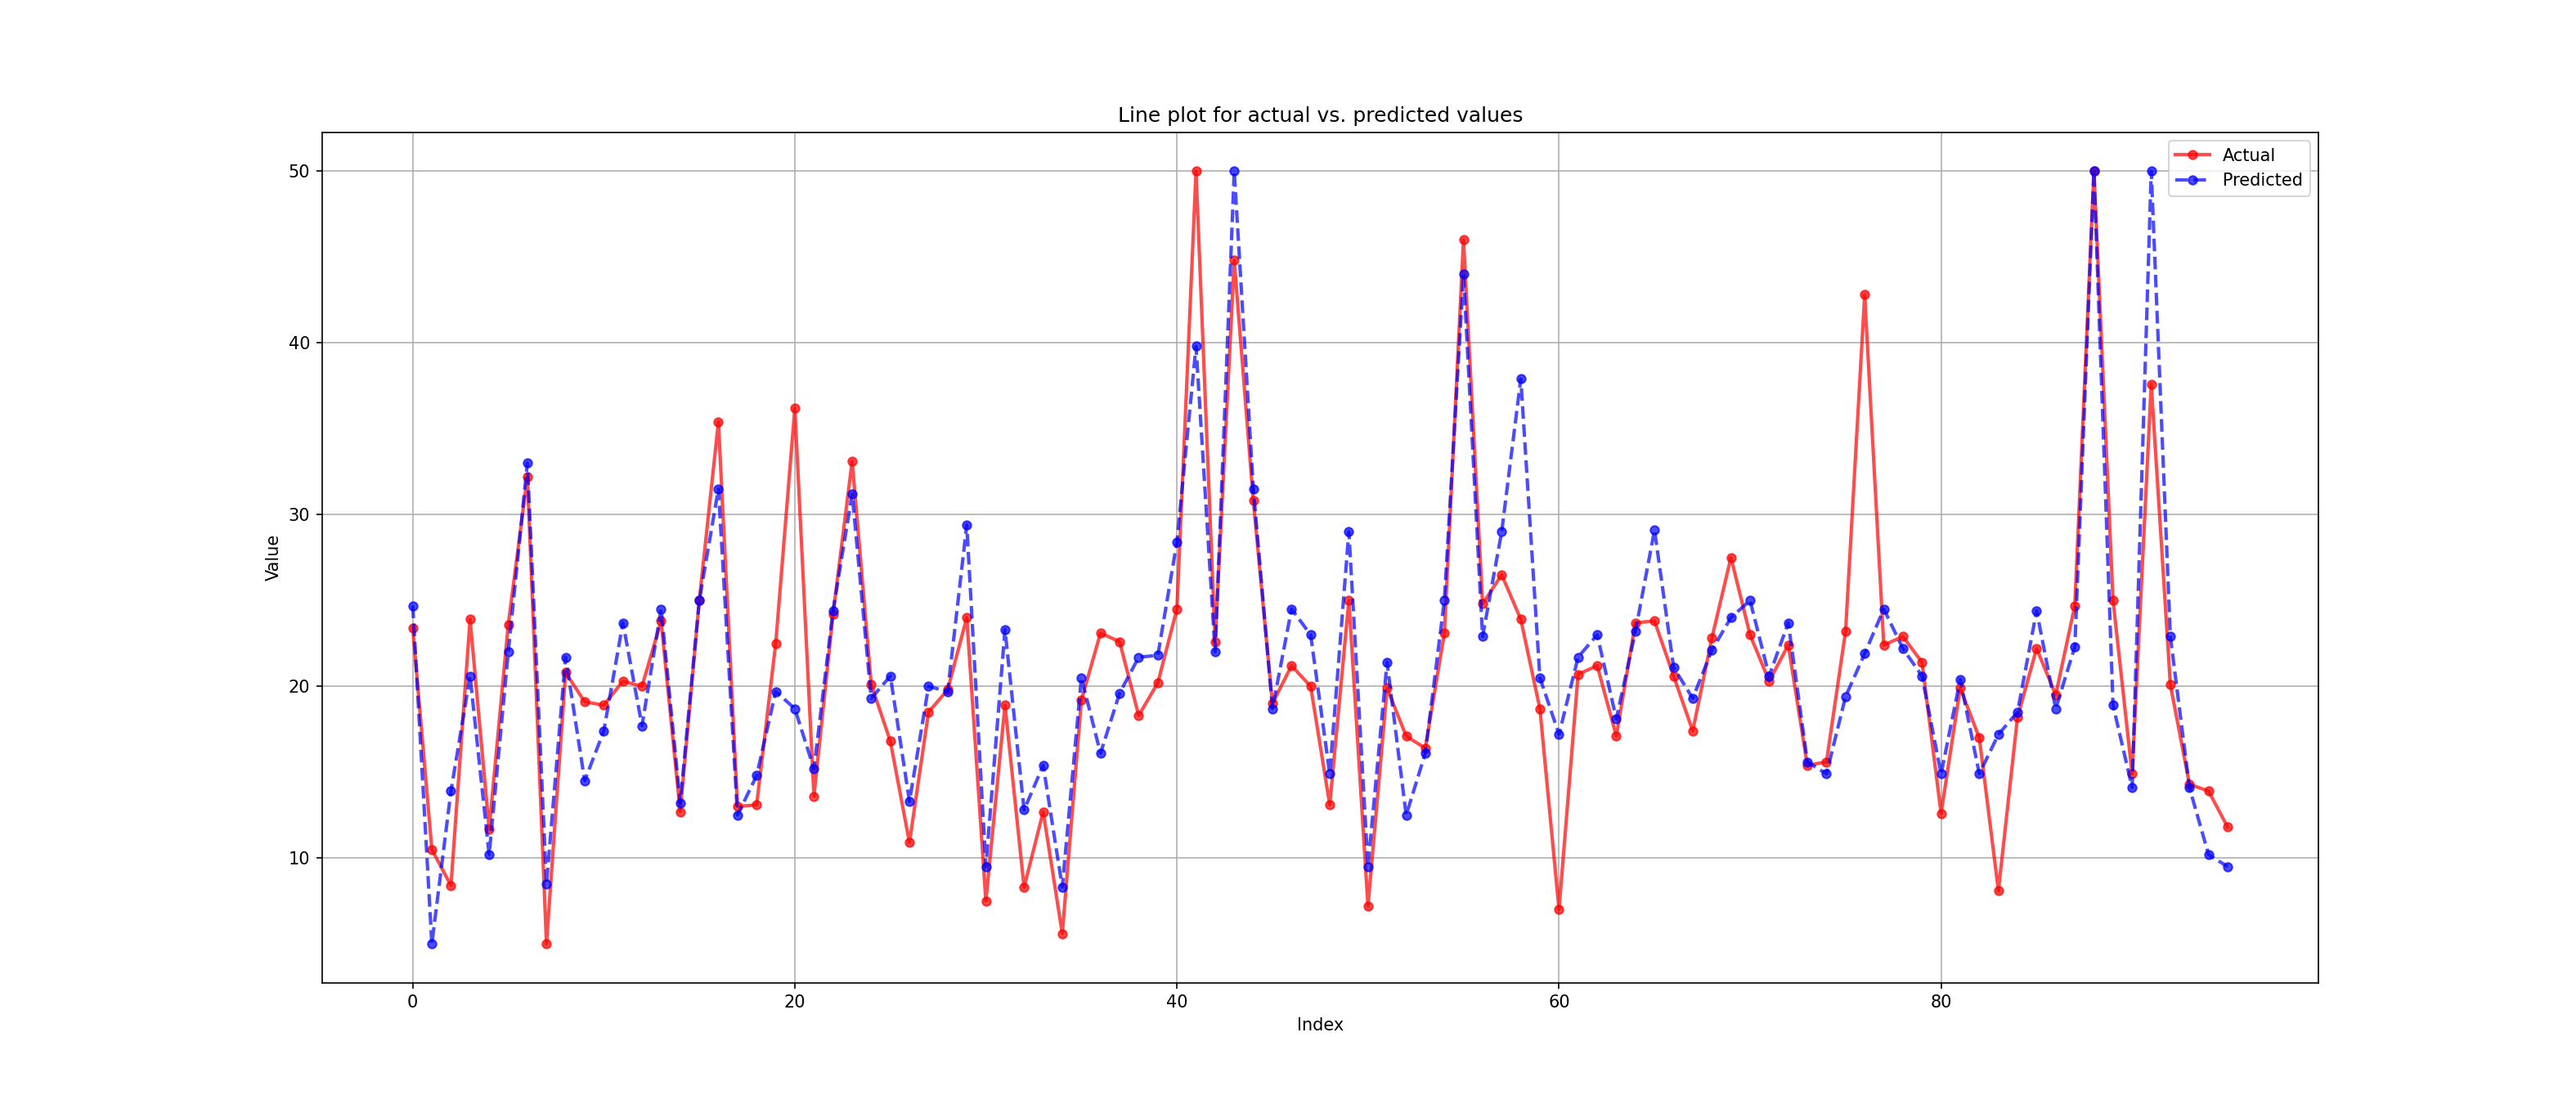 Line plot for actual vs. predicted values
Actual
Predicted
50
40
30
20
10
Value
0 20 40 60 80
Index